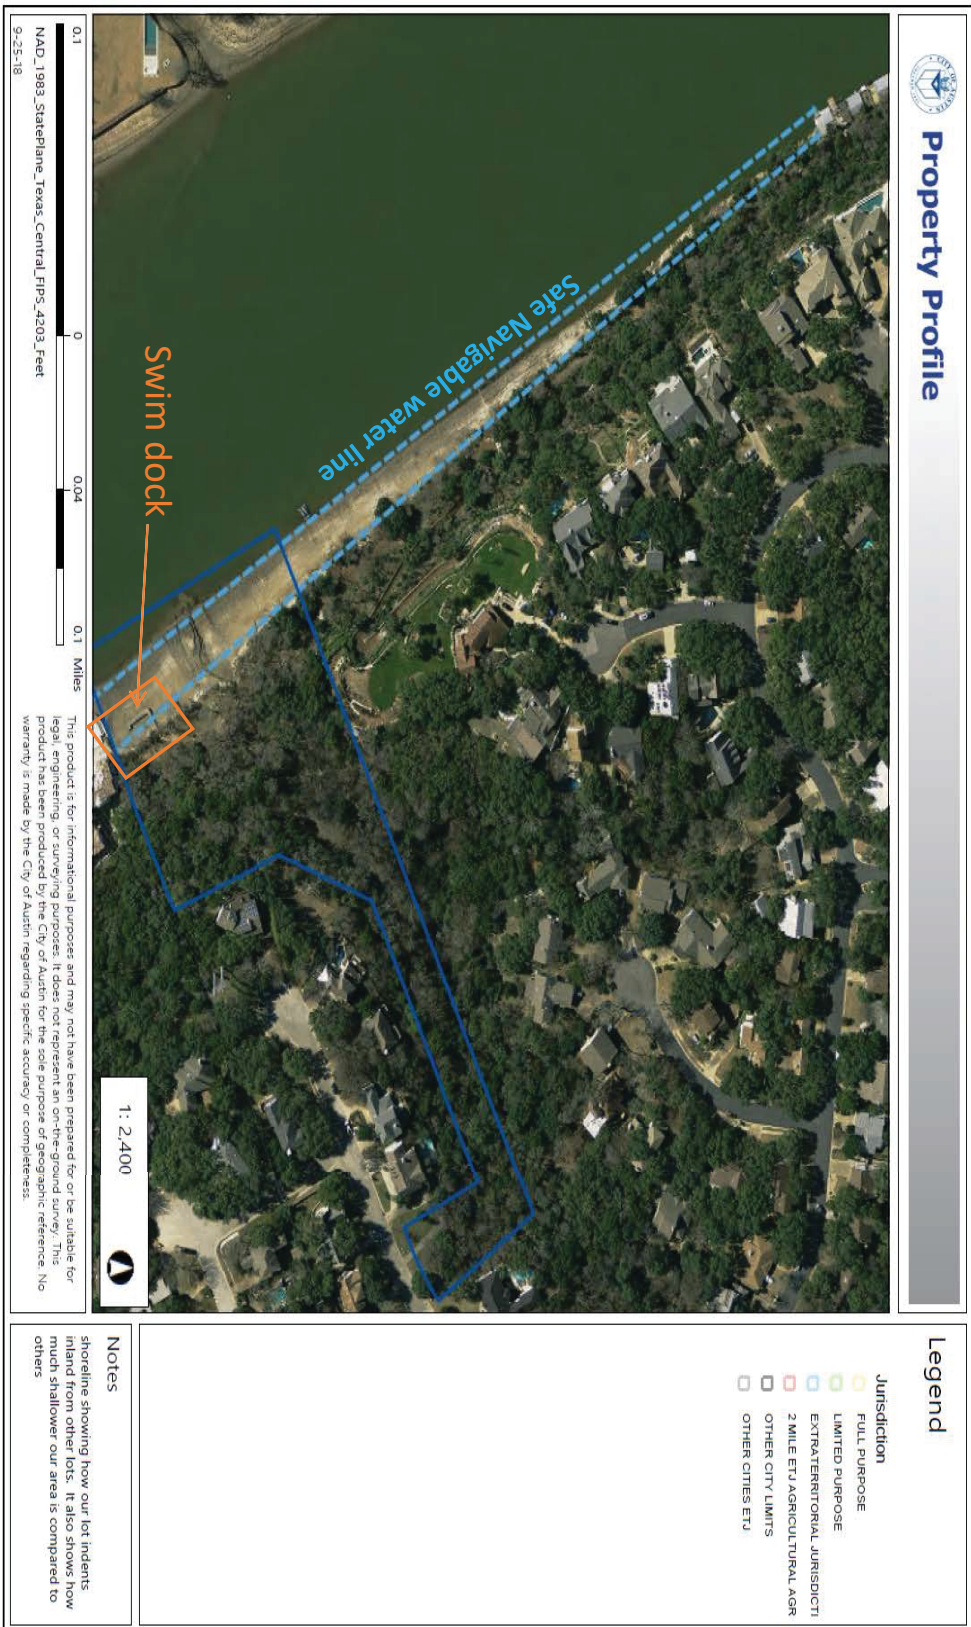 CITY OF AUSTIN
Property Profile
Safe Navigable water line
Swim dock
1: 2,400
0.1
0
0.04
0.1 Miles
NAD_1983_StatePlane_Texas_Central_FIPS_4203_Feet
9-25-18
This product is for informational purposes and may not have been prepared for or be suitable for
legal, engineering, or surveying purposes. It does not represent an on-the-ground survey. This
product has been produced by the City of Austin for the sole purpose of geographic reference. No
warranty is made by the City of Austin regarding specific accuracy or completeness.
Legend
Jurisdiction
FULL PURPOSE
LIMITED PURPOSE
EXTRATERRITORIAL JURISDICTI
2 MILE ETJ AGRICULTURAL AGR
OTHER CITY LIMITS
OTHER CITIES ETJ
Notes
shoreline showing how our lot indents
inland from other lots. It also shows how
much shallower our area is compared to
others